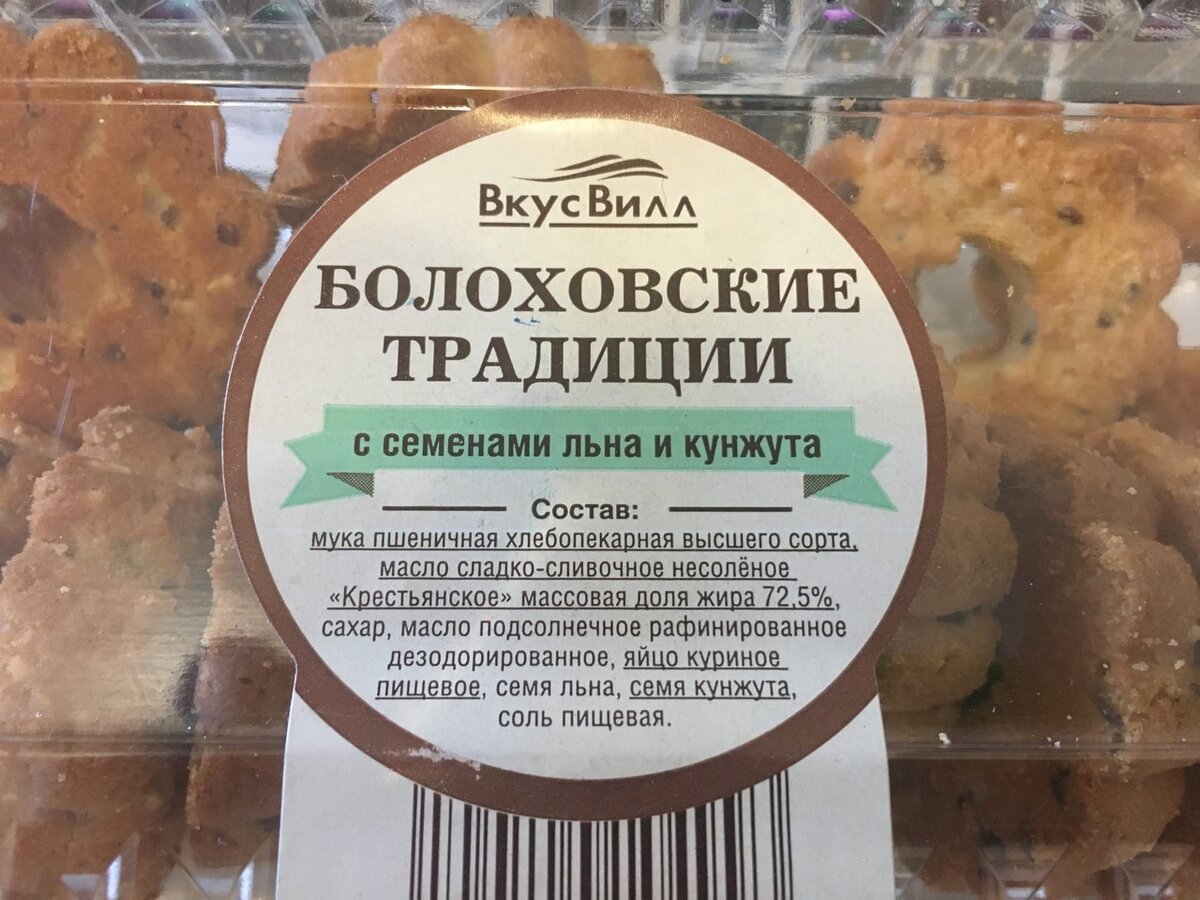 ВкусВилл
БОЛОХОВСКИЕ
ТРАДИЦИИ
с семенами льна и кунжута
Состав:
мука пшеничная хлебопекарная высшего сорта,
масло сладко-сливочное несолёное
«Крестьянское» массовая доля жира 72,5%,
сахар, масло подсолнечное рафинированное
дезодорированное, яйцо куриное
пищевое, семя льна, семя кунжута,
соль пищевая.